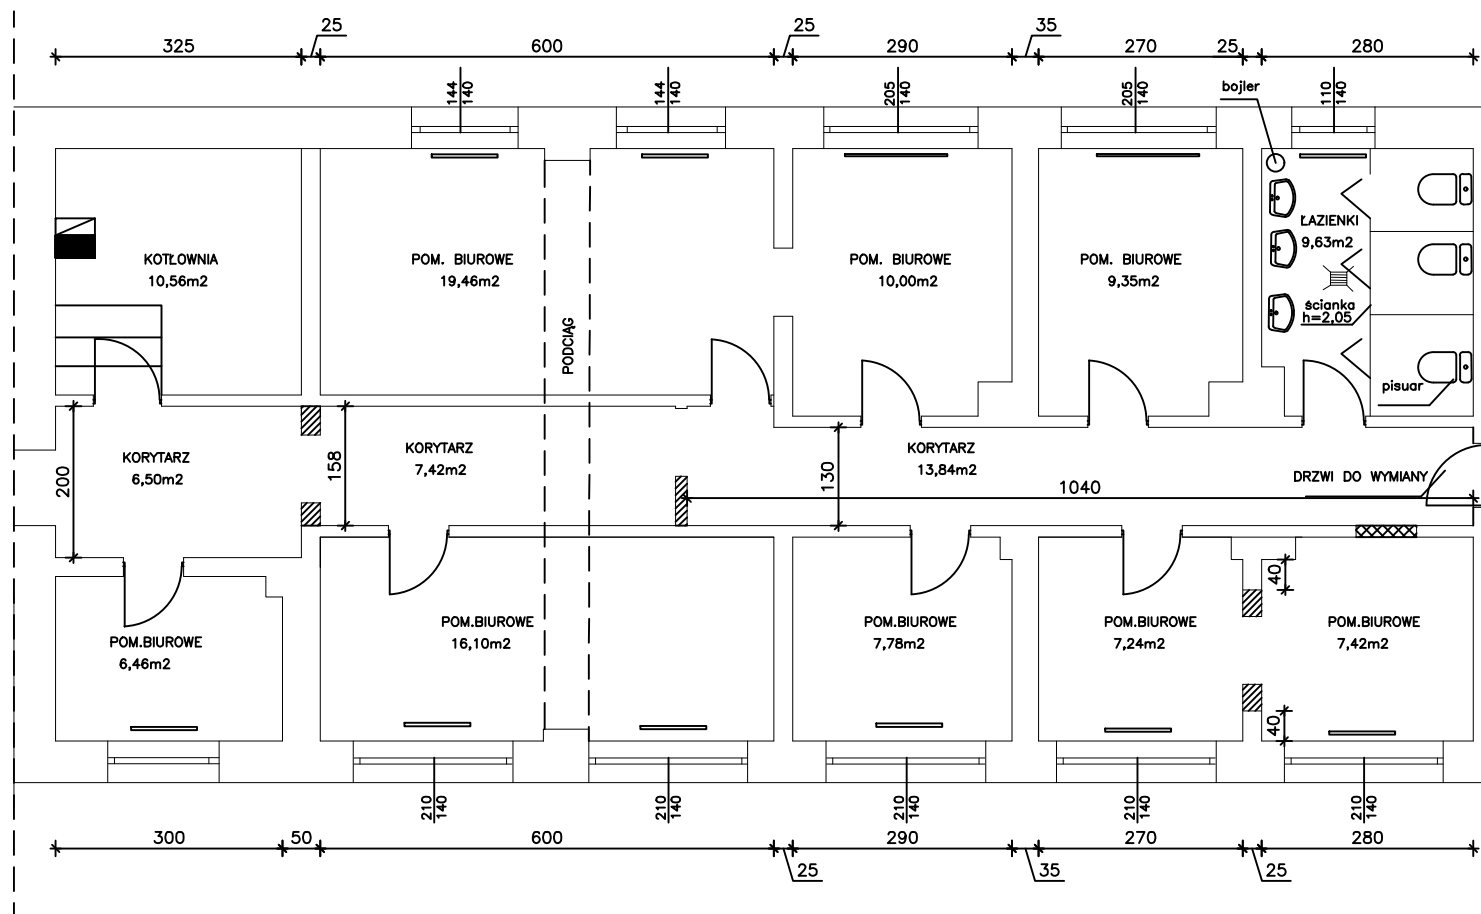 25
25
35
325
600
290
270
25
280
144
140
144
140
205
140
205
140
110
140
bojler
KOTŁOWNIA
10,56m2
POM. BIUROWE
19,46m2
PODCIĄG
POM. BIUROWE
10,00m2
POM. BIUROWE
9,35m2
ŁAZIENKI
9,63m2
ścianka
h=2,05
pisuar
KORYTARZ
6,50m2
200
158
KORYTARZ
7,42m2
130
KORYTARZ
13,84m2
1040
DRZWI DO WYMIANY
40
40
POM.BIUROWE
6,46m2
POM.BIUROWE
16,10m2
POM.BIUROWE
7,78m2
POM.BIUROWE
7,24m2
POM.BIUROWE
7,42m2
210
140
210
140
210
140
210
140
210
140
300
50
600
290
270
280
25
35
25